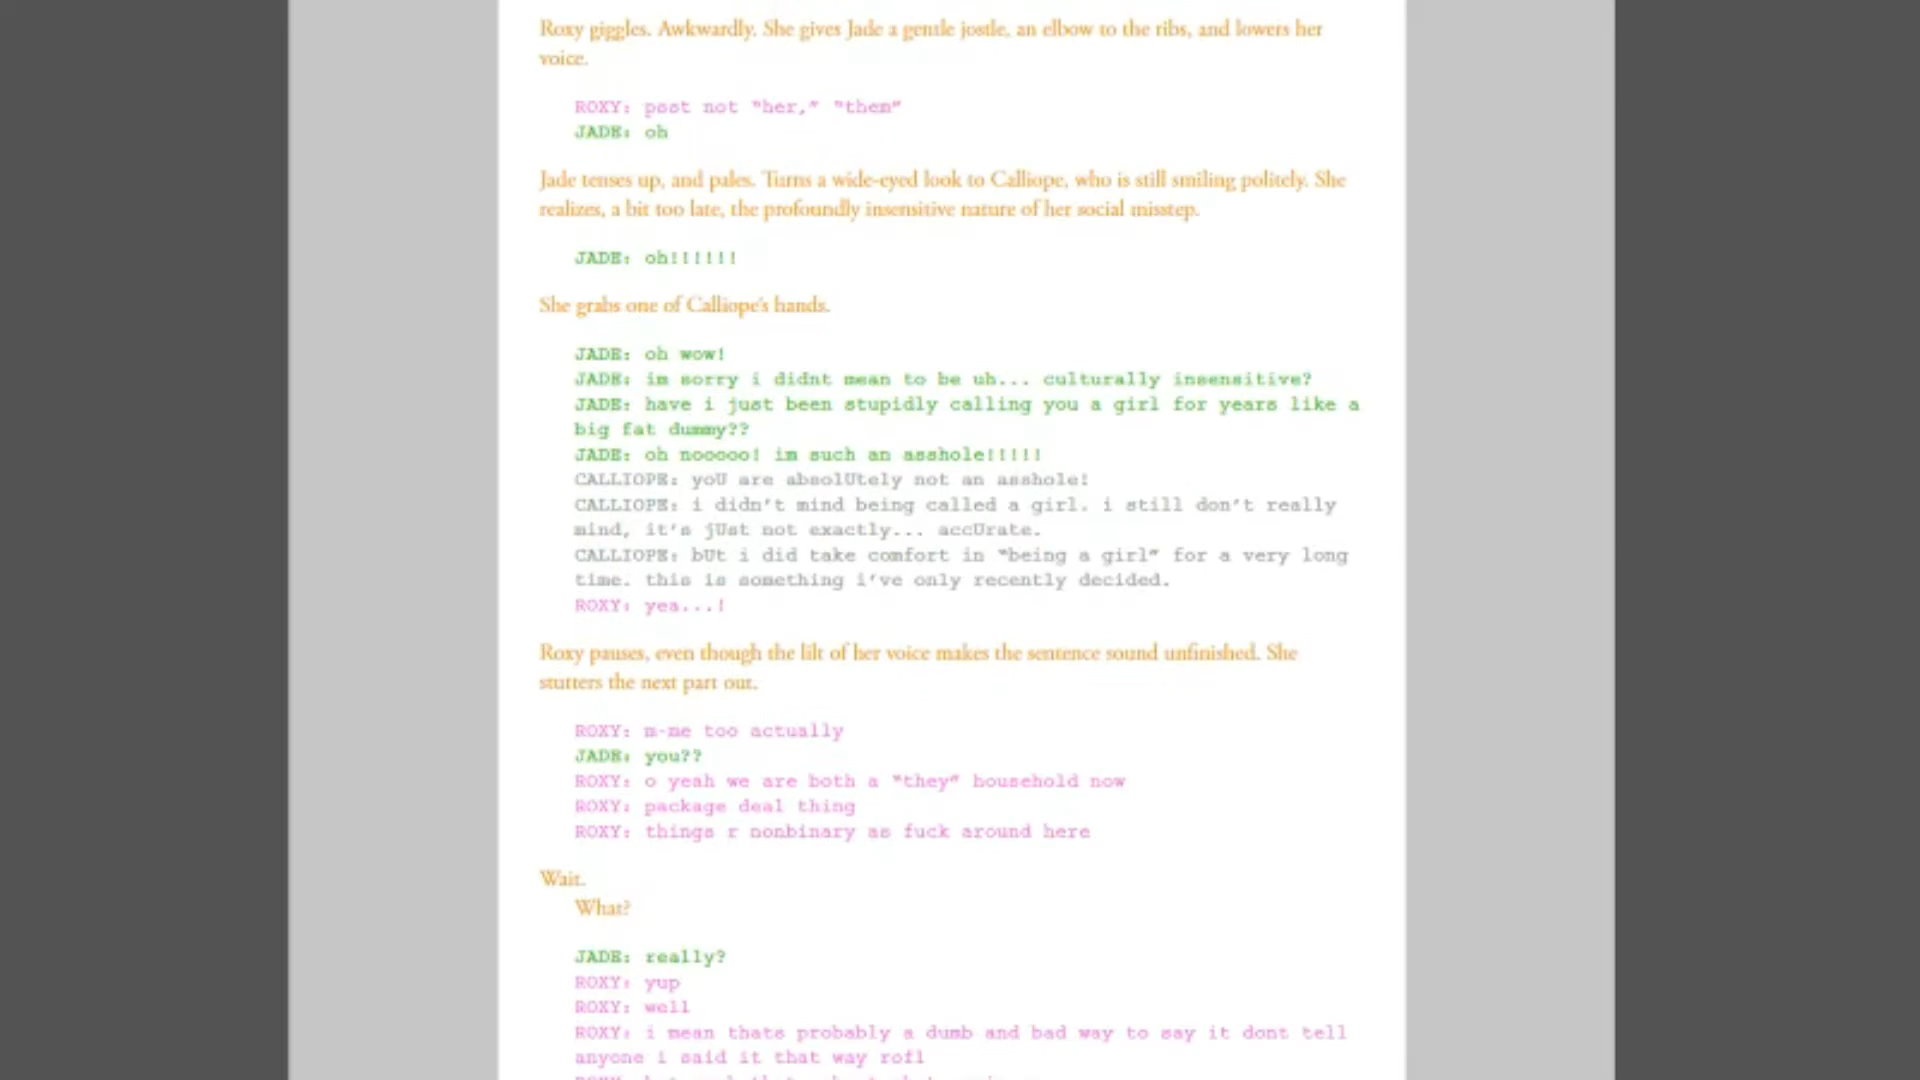 Roxy giggles. Awkwardly. She gives Jade a gentle jostle, an elbow to the ribs, and lowers her
voice.
ROXY: psst not "her," "them"
JADE: oh
Jade tenses up, and pales. Turns a wide-eyed look to Calliope, who is still smiling politely. She
realizes, a bit too late, the profoundly insensitive nature of her social misstep.
JADE: oh!!!!!!
She grabs one of Calliope's hands.
JADE: oh wow!
JADE: im sorry i didnt mean to be uh... culturally insensitive?
JADE: have i just been stupidly calling you a girl for years like a
big fat dummy??
JADE: oh nooooo! im such an asshole!!!!!
CALLIOPE: yoU are absolUtely not an asshole!
CALLIOPE: i didn't mind being called a girl. i still don't really
mind, it's jUst not exactly... accUrate.
CALLIOPE: bUt i did take comfort in "being a girl" for a very long
time. this is something i've only recently decided.
ROXY: yea...!
Roxy pauses, even though the lilt of her voice makes the sentence sound unfinished. She
stutters the next part out.
ROXY: m-me too actually
JADE: you??
ROXY: o yeah we are both a "they" household now
ROXY: package deal thing
ROXY: things r nonbinary as fuck around here
Wait.
What?
JADE: really?
ROXY: yup
ROXY: well
ROXY: i mean thats probably a dumb and bad way to say it dont tell
anyone i said it that way rofl